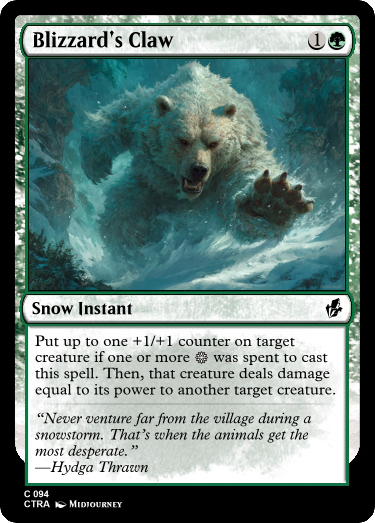 Blizzard's Claw 1
Snow Instant
Put up to one +1/+1 counter on target
creature if one or more was spent to cast
this spell. Then, that creature deals damage
equal to its power to another target creature.
“Never venture far from the village during a
snowstorm. That's when the animals get the
most desperate.”
—Hydga Thrawn
C 094
CTRA MIDJOURNEY